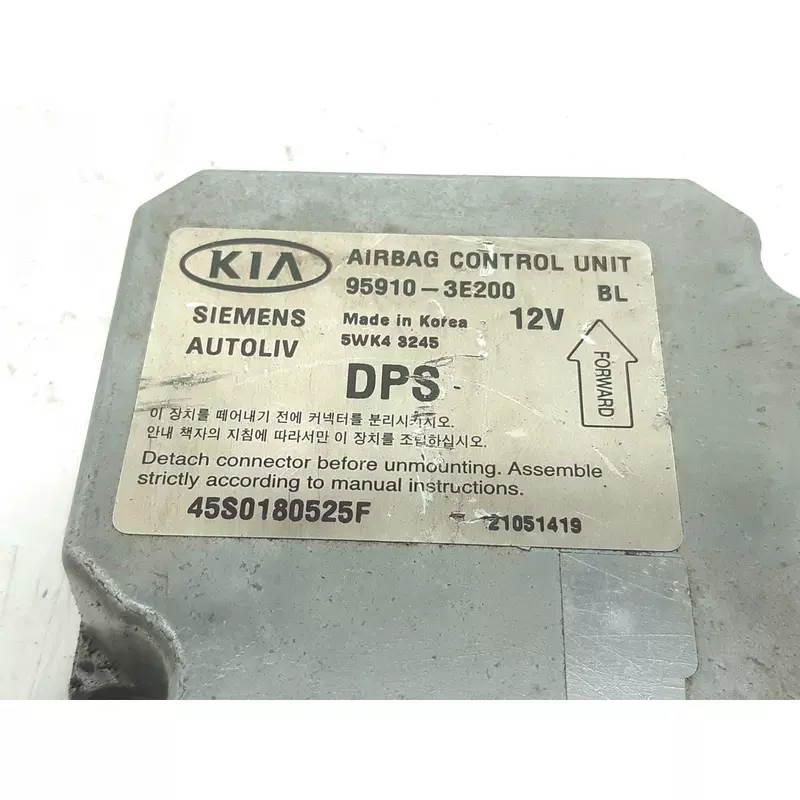 KIA AIRBAG CONTROL UNIT
95910-3E200 BL
SIEMENS Made in Korea 12V
AUTOLIV 5WK4 3245
DPS
FORWARD
이 장치를 떼어내기 전에 커넥터를 분리시키시오.
안내 책자의 지침에 따라서만 이 장치를 조립하십시오.
Detach connector before unmounting. Assemble
strictly according to manual instructions.
45S0180525F 21051419